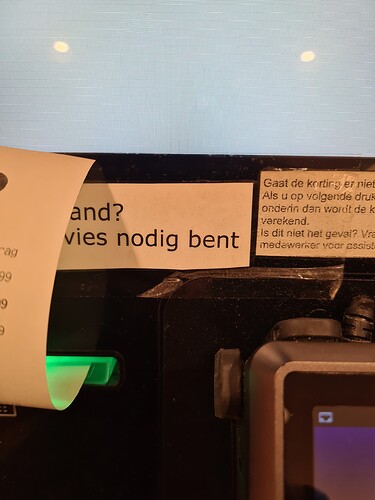 and?
vies nodig bent
Gaat de korting er niet
Als u op volgende druk
onderin dan wordt de k
verekend.
Is dit niet het geval? Vra
medewerker voor assist
rag
99
99
9